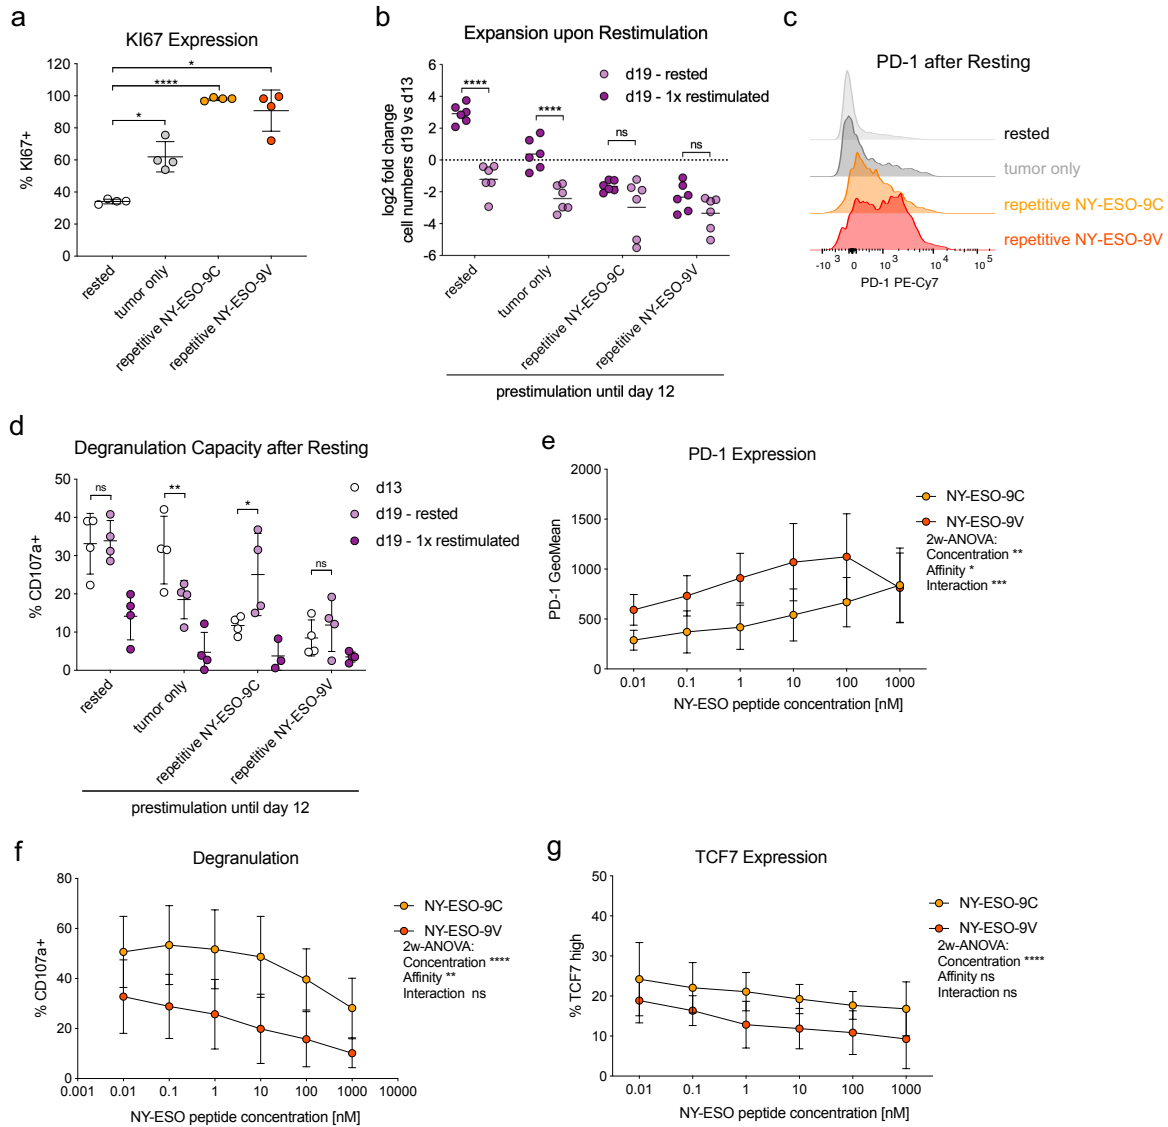 a
KI67 Expression
120
100
80
60
40
20
0
% KI67+
*
****
*
rested
tumor only
repetitive NY-ESO-9C
repetitive NY-ESO-9V
b
Expansion upon Restimulation
6
4
2
0
-2
-4
-6
log2 fold change
cell numbers d19 vs d13
d19 - rested
d19 - 1x restimulated
****
****
ns
ns
rested
tumor only
repetitive NY-ESO-9C
repetitive NY-ESO-9V
prestimulation until day 12
c
PD-1 after Resting
rested
tumor only
repetitive NY-ESO-9C
repetitive NY-ESO-9V
-10 3 0 10 3 10 4 10 5
PD-1 PE-Cy7
d
Degranulation Capacity after Resting
50
40
30
20
10
0
% CD107a+
ns
**
*
ns
d13
d19 - rested
d19 - 1x restimulated
rested
tumor only
repetitive NY-ESO-9C
repetitive NY-ESO-9V
prestimulation until day 12
e
PD-1 Expression
2000
1500
1000
500
0
PD-1 GeoMean
0.01 0.1 1 10 100 1000
NY-ESO peptide concentration [nM]
NY-ESO-9C
NY-ESO-9V
2w-ANOVA:
Concentration **
Affinity *
Interaction ***
f
Degranulation
80
60
40
20
0
% CD107a+
0.001 0.01 0.1 1 10 100 1000 10000
NY-ESO peptide concentration [nM]
NY-ESO-9C
NY-ESO-9V
2w-ANOVA:
Concentration ****
Affinity **
Interaction ns
g
TCF7 Expression
50
40
30
20
10
0
% TCF7 high
0.01 0.1 1 10 100 1000
NY-ESO peptide concentration [nM]
NY-ESO-9C
NY-ESO-9V
2w-ANOVA:
Concentration ****
Affinity ns
Interaction ns